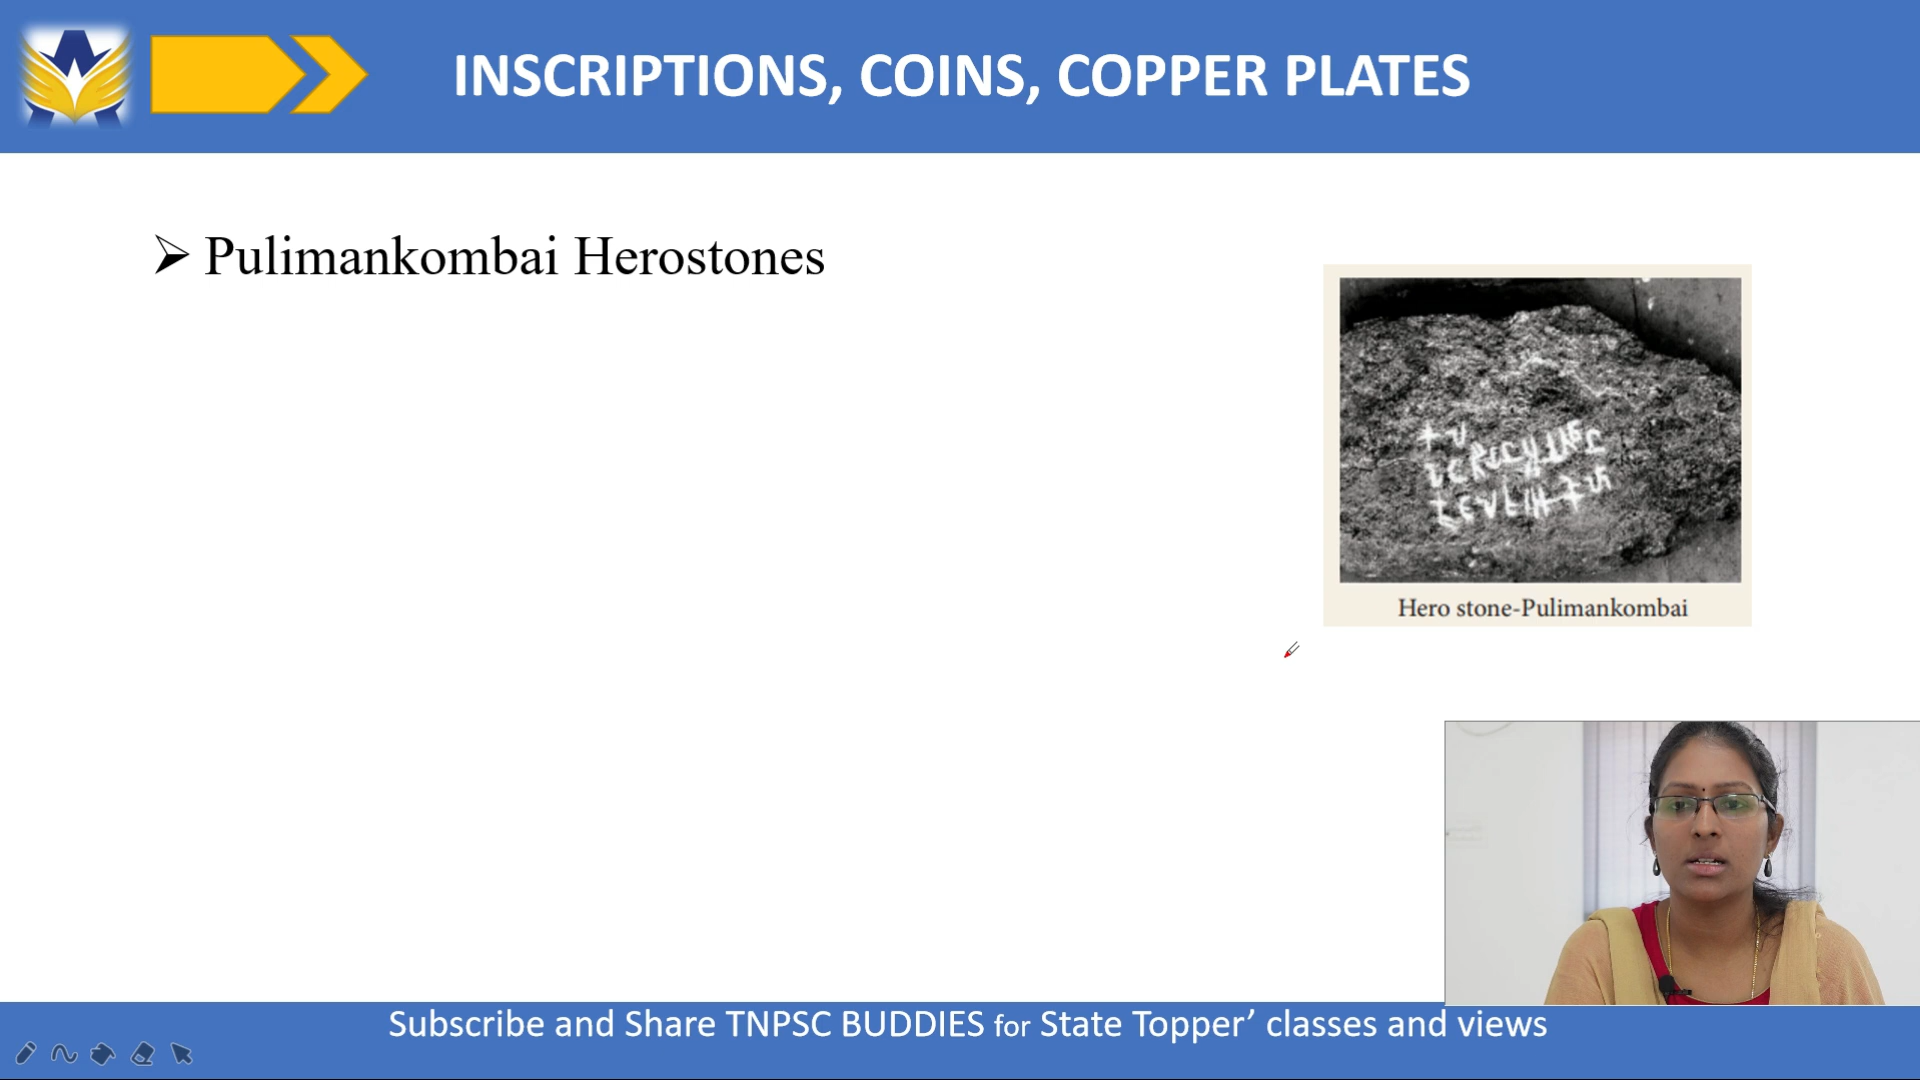 INSCRIPTIONS, COINS, COPPER PLATES
➢ Pulimankombai Herostones
Hero stone-Pulimankombai
Subscribe and Share TNPSC BUDDIES for State Topper’ classes and views